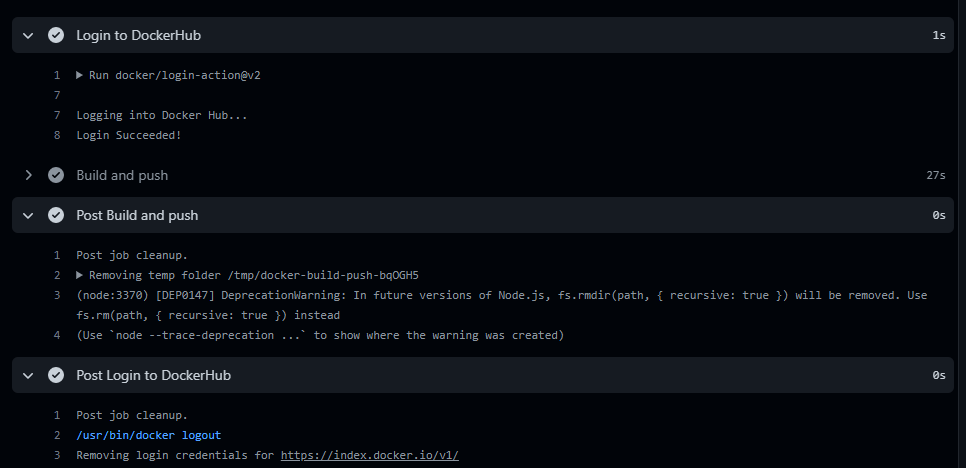 Login to DockerHub 1s
1 Run docker/login-action@v2
7
7 Logging into Docker Hub...
8 Login Succeeded!
Build and push 27s
Post Build and push 0s
1 Post job cleanup.
2 Removing temp folder /tmp/docker-build-push-bqOGH5
3 (node:3370) [DEP0147] DeprecationWarning: In future versions of Node.js, fs.rmdir(path, { recursive: true }) will be removed. Use
fs.rm(path, { recursive: true }) instead
4 (Use `node --trace-deprecation ...` to show where the warning was created)
Post Login to DockerHub 0s
1 Post job cleanup.
2 /usr/bin/docker logout
3 Removing login credentials for https://index.docker.io/v1/